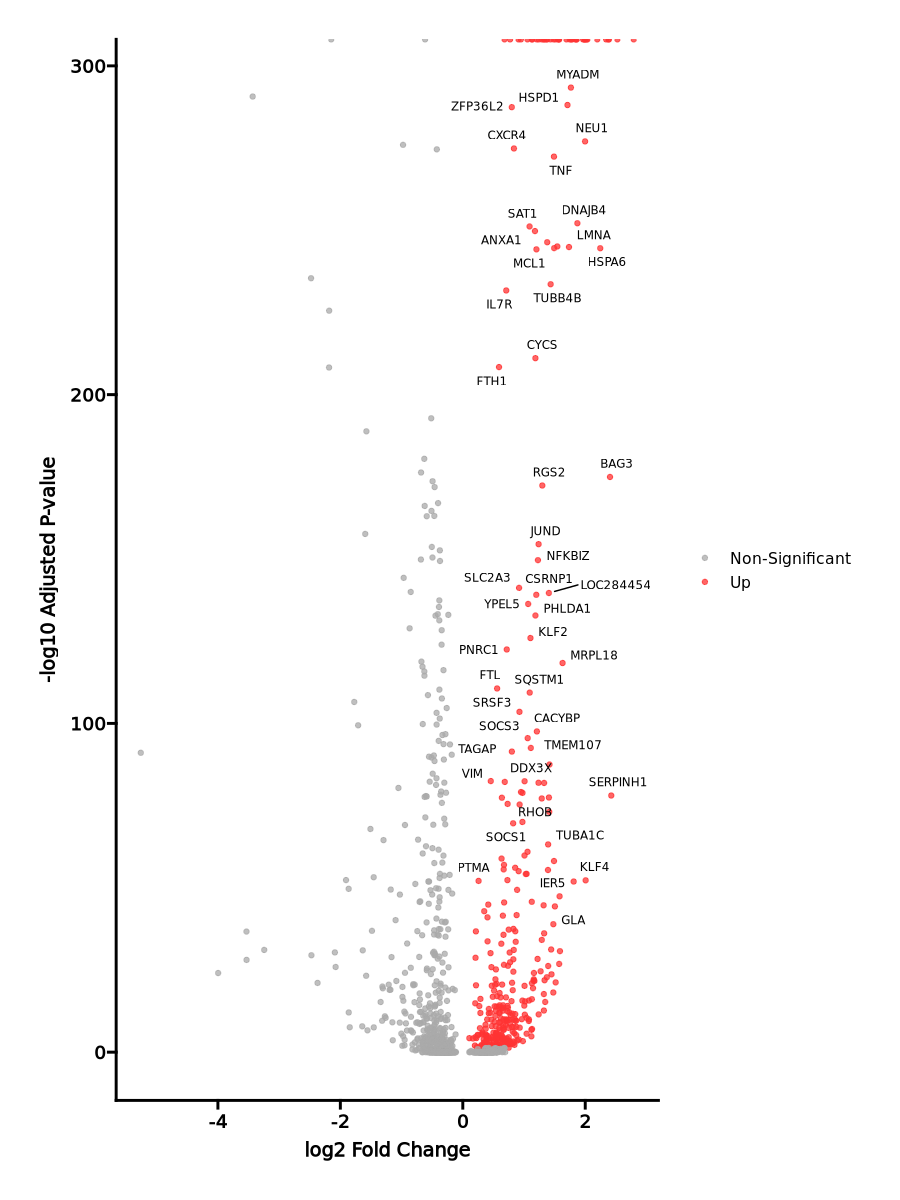 300
MYADM
HSPD1
ZFP36L2
NEU1
CXCR4
TNF
DNAJB4
SAT1
LMNA
ANXA1
HSPA6
MCL1
TUBB4B
IL7R
CYCS
FTH1
200
BAG3
RGS2
JUND
NFKBIZ
Non-Significant
SLC2A3
CSRNP1
LOC284454
Up
YPEL5
PHLDA1
KLF2
PNRC1
MRPL18
FTL
SQSTM1
SRSF3
CACYBP
SOCS3
100
TAGAP
TMEM107
VIM
DDX3X
SERPINH1
RHOB
SOCS1
TUBA1C
PTMA
KLF4
IER5
GLA
0
-log10 Adjusted P-value
-4
-2
0
2
log2 Fold Change